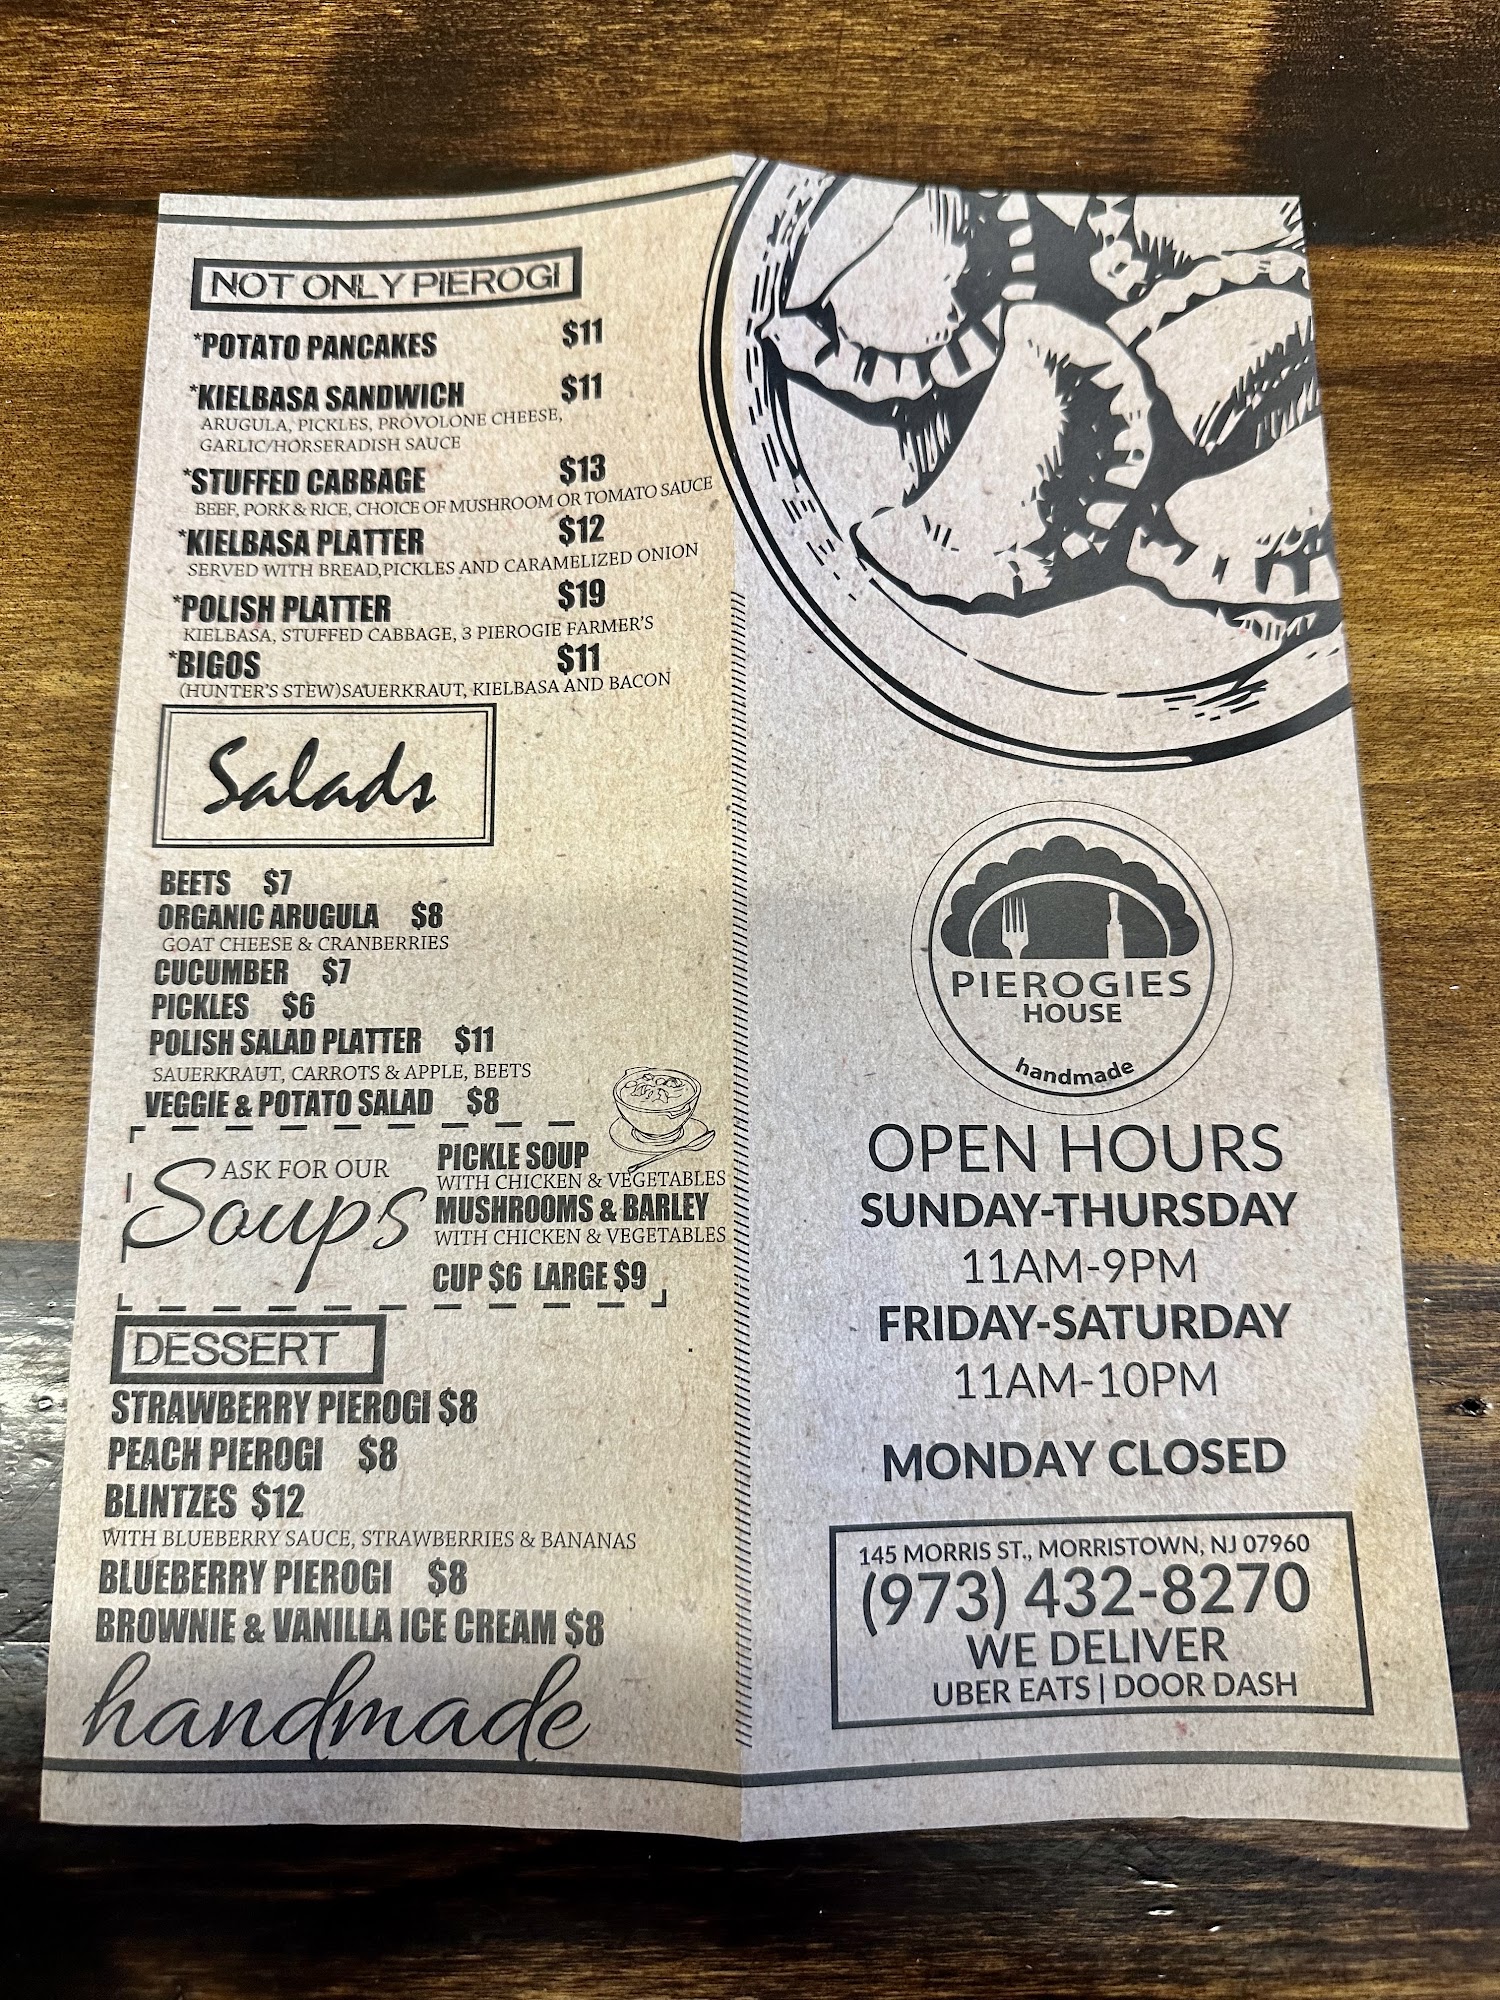 NOT ONLY PIEROGI
*POTATO PANCAKES $11
*KIELBASA SANDWICH $11
ARUGULA, PICKLES, PROVOLONE CHEESE,
GARLIC/HORSERADISH SAUCE
*STUFFED CABBAGE $13
BEEF, PORK & RICE, CHOICE OF MUSHROOM OR TOMATO SAUCE
*KIELBASA PLATTER $12
SERVED WITH BREAD,PICKLES AND CARAMELIZED ONION
*POLISH PLATTER $19
KIELBASA, STUFFED CABBAGE, 3 PIEROGIE FARMER'S
*BIGOS $11
(HUNTER'S STEW)SAUERKRAUT, KIELBASA AND BACON
Salads
BEETS $7
ORGANIC ARUGULA $8
GOAT CHEESE & CRANBERRIES
CUCUMBER $7
PICKLES $6
POLISH SALAD PLATTER $11
SAUERKRAUT, CARROTS & APPLE, BEETS
VEGGIE & POTATO SALAD $8
ASK FOR OUR
Soups
PICKLE SOUP
WITH CHICKEN & VEGETABLES
MUSHROOMS & BARLEY
WITH CHICKEN & VEGETABLES
CUP $6 LARGE $9
DESSERT
STRAWBERRY PIEROGI $8
PEACH PIEROGI $8
BLINTZES $12
WITH BLUEBERRY SAUCE, STRAWBERRIES & BANANAS
BLUEBERRY PIEROGI $8
BROWNIE & VANILLA ICE CREAM $8
handmade
PIEROGIES
HOUSE
handmade
OPEN HOURS
SUNDAY-THURSDAY
11AM-9PM
FRIDAY-SATURDAY
11AM-10PM
MONDAY CLOSED
145 MORRIS ST., MORRISTOWN, NJ 07960
(973) 432-8270
WE DELIVER
UBER EATS | DOOR DASH